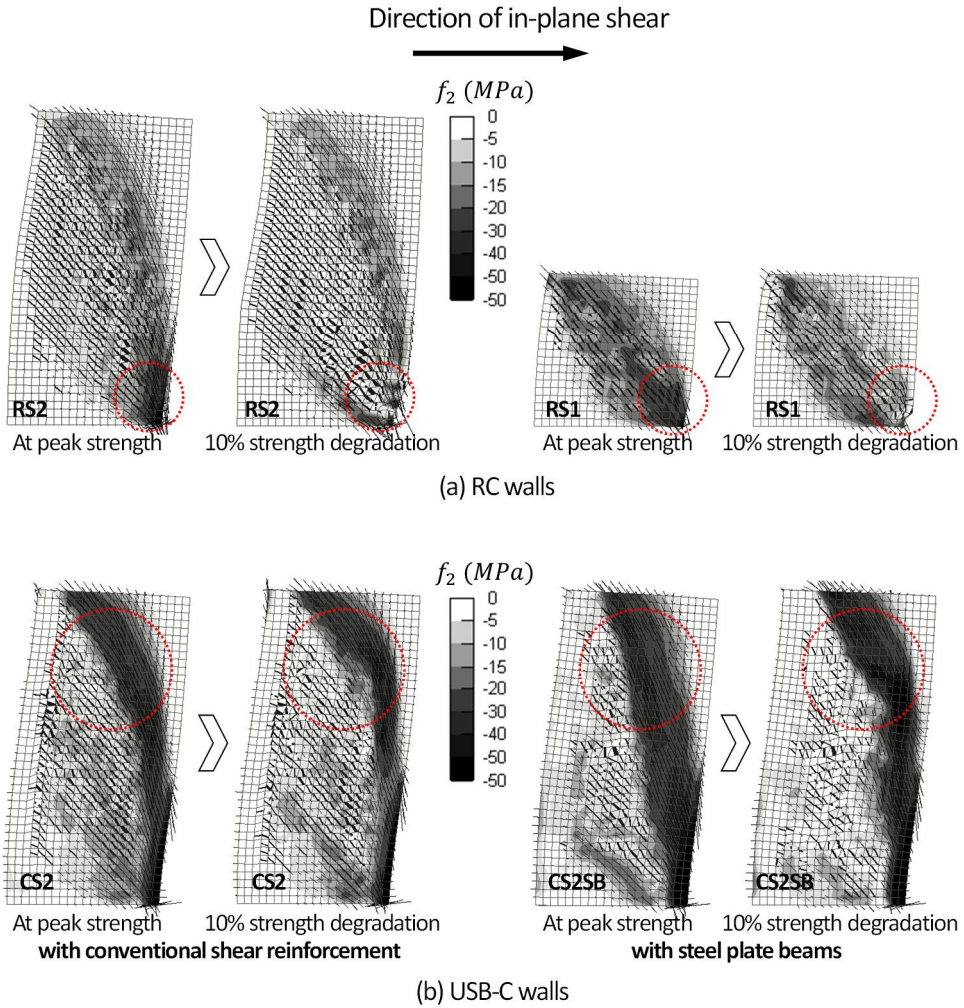 Direction of in-plane shear
f₂ (MPa)
0
-5
-10
-15
-20
-30
-40
-50
-50
RS2
RS2
RS1
RS1
At peak strength
10% strength degradation
At peak strength
10% strength degradation
(a) RC walls
f₂ (MPa)
0
-5
-10
-15
-20
-30
-40
-50
-50
CS2
CS2
CS2SB
CS2SB
At peak strength
10% strength degradation
At peak strength
10% strength degradation
with conventional shear reinforcement
with steel plate beams
(b) USB-C walls